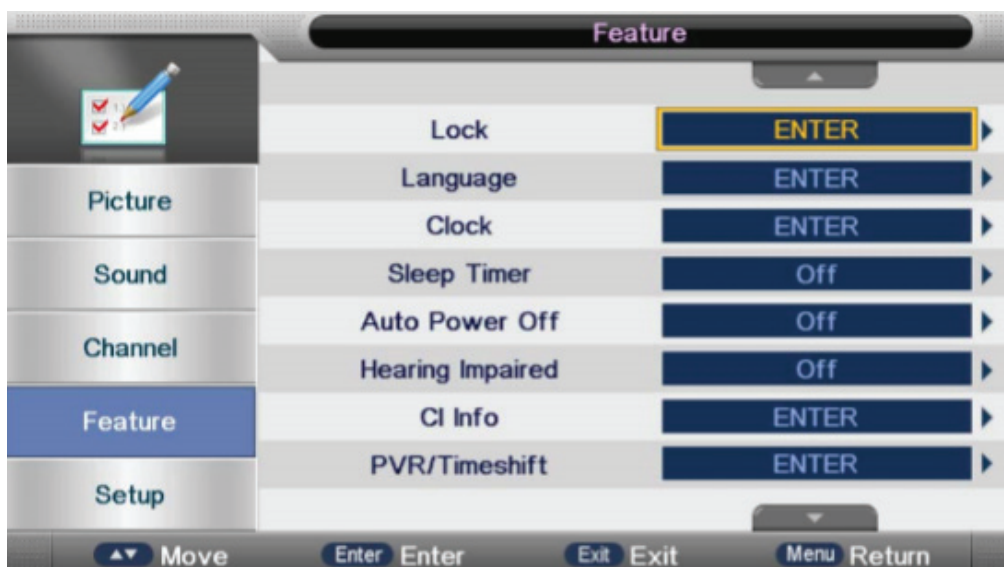 Feature
Lock ENTER
Language ENTER
Clock ENTER
Sleep Timer Off
Auto Power Off Off
Hearing Impaired Off
CI Info ENTER
PVR/Timeshift ENTER
Picture
Sound
Channel
Feature
Setup
Move Enter Enter Exit Exit Menu Return